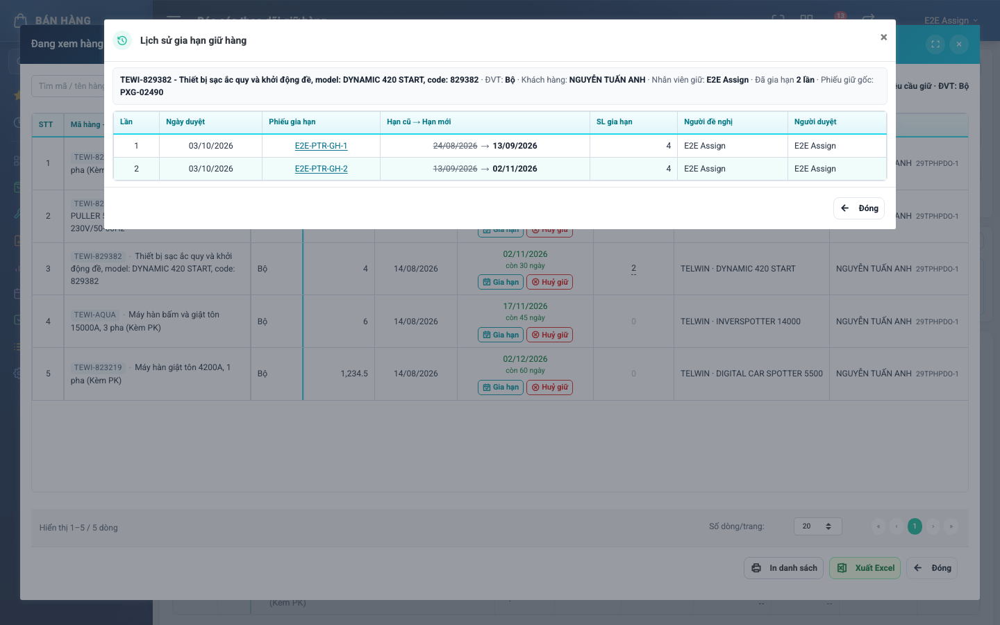 BÁN HÀNG
13
E2E Assign
Đang xem hàng
Lịch sử gia hạn giữ hàng
×
TEWI-829382 - Thiết bị sạc ắc quy và khởi động đề, model: DYNAMIC 420 START, code: 829382 · ĐVT: Bộ · Khách hàng: NGUYỄN TUẤN ANH · Nhân viên giữ: E2E Assign · Đã gia hạn 2 lần · Phiếu giữ gốc:
PXG-02490
Tìm mã / tên hàng
cầu giữ · ĐVT: Bộ
Lần Ngày duyệt Phiếu gia hạn Hạn cũ → Hạn mới SL gia hạn Người đề nghị Người duyệt
1 03/10/2026 E2E-PTR-GH-1 24/08/2026 → 13/09/2026 4 E2E Assign E2E Assign
2 03/10/2026 E2E-PTR-GH-2 13/09/2026 → 02/11/2026 4 E2E Assign E2E Assign
Đóng
STT Mã hàng
1 TEWI-82
pha (Kèm
ANH 29TPHPDO-1
2 TEWI-82
PULLER
ANH 29TPHPDO-1
Gia hạn Huỷ giữ
3 TEWI-829382 · Thiết bị sạc ắc quy và khởi
động đề, model: DYNAMIC 420 START, code:
829382
Bộ 4 14/08/2026 02/11/2026
còn 30 ngày
Gia hạn Huỷ giữ
2 TELWIN · DYNAMIC 420 START NGUYỄN TUẤN ANH 29TPHPDO-1
4 TEWI-AQUA · Máy hàn bấm và giật tôn
15000A, 3 pha (Kèm PK)
Bộ 6 14/08/2026 17/11/2026
còn 45 ngày
Gia hạn Huỷ giữ
0 TELWIN · INVERSPOTTER 14000 NGUYỄN TUẤN ANH 29TPHPDO-1
5 TEWI-823219 · Máy hàn giật tôn 4200A, 1
pha (Kèm PK)
Bộ 1,234.5 14/08/2026 02/12/2026
còn 60 ngày
Gia hạn Huỷ giữ
0 TELWIN · DIGITAL CAR SPOTTER 5500 NGUYỄN TUẤN ANH 29TPHPDO-1
Hiển thị 1–5 / 5 dòng
Số dòng/trang: 20 « ‹ 1 › »
In danh sách Xuất Excel Đóng
(Kèm PK)